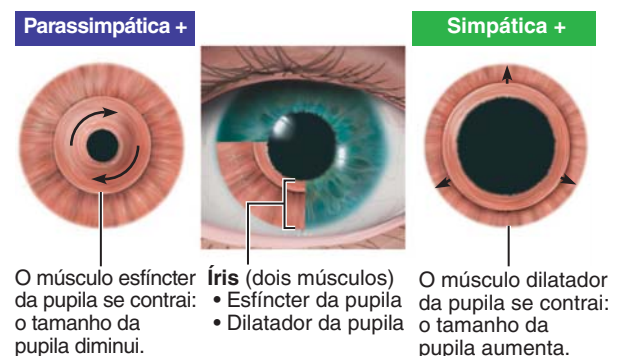 Parassimpática +
Simpática +
O músculo esfíncter
da pupila se contrai:
o tamanho da
pupila diminui.
Íris (dois músculos)
• Esfíncter da pupila
• Dilatador da pupila
O músculo dilatador
da pupila se contrai:
o tamanho da
pupila aumenta.